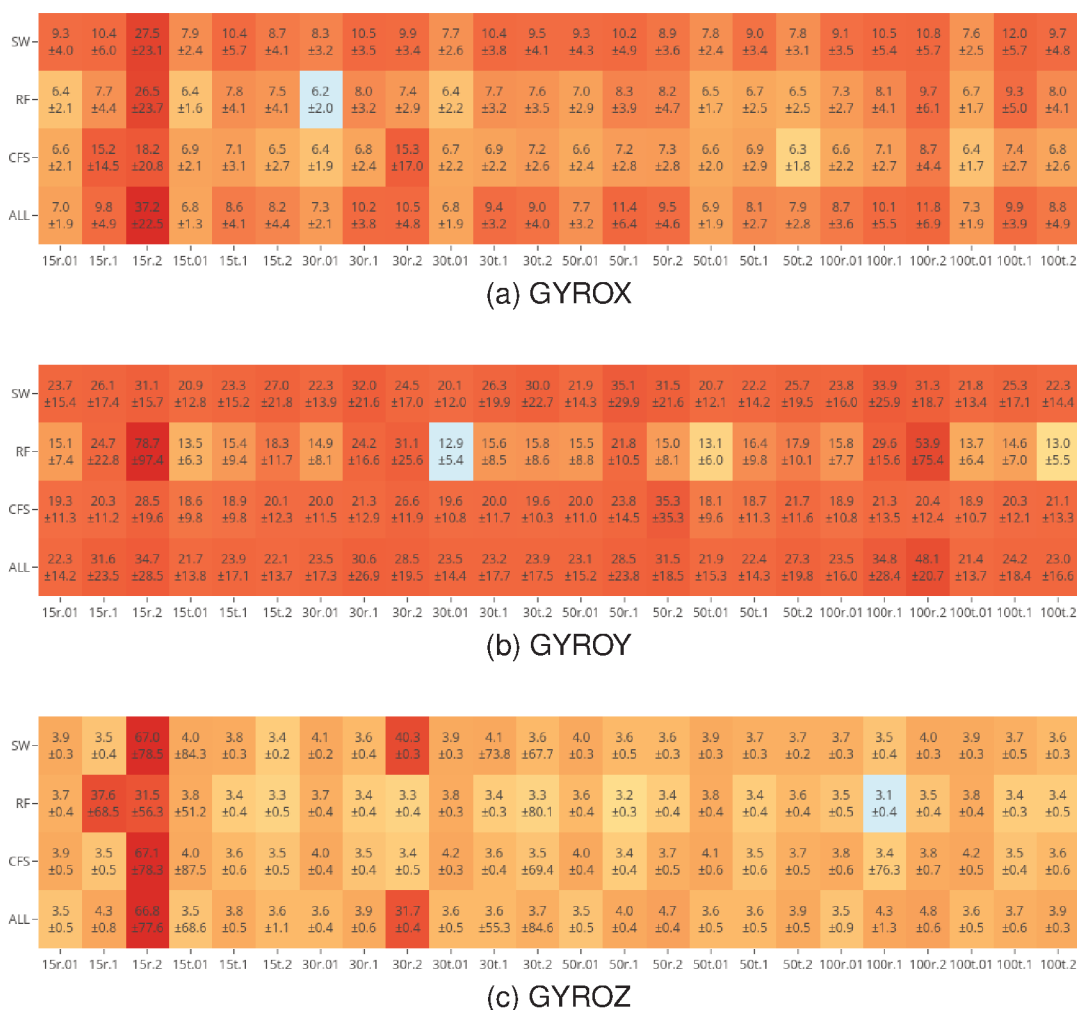 SW 9.3 10.4 27.5 7.9 10.4 8.7 8.3 10.5 9.9 7.7 10.4 9.5 9.3 10.2 8.9 7.8 9.0 7.8 9.1 10.5 10.8 7.6 12.0 9.7
±4.0 ±6.0 ±23.1 ±2.4 ±5.7 ±4.1 ±3.2 ±3.5 ±3.4 ±2.6 ±3.8 ±4.1 ±4.3 ±4.9 ±3.6 ±2.4 ±3.4 ±3.1 ±3.5 ±5.4 ±5.7 ±2.5 ±5.7 ±4.8
RF 6.4 7.7 26.5 6.4 7.8 7.5 6.2 8.0 7.4 6.4 7.7 7.6 7.0 8.3 8.2 6.5 6.7 6.5 7.3 8.1 9.7 6.7 9.3 8.0
±2.1 ±4.4 ±23.7 ±1.6 ±4.1 ±4.1 ±2.0 ±3.2 ±2.9 ±2.2 ±3.2 ±3.5 ±2.9 ±3.9 ±4.7 ±1.7 ±2.5 ±2.5 ±2.7 ±4.1 ±6.1 ±1.7 ±5.0 ±4.1
CFS 6.6 15.2 18.2 6.9 7.1 6.5 6.4 6.8 15.3 6.7 6.9 7.2 6.6 7.2 7.3 6.6 6.9 6.3 6.6 7.1 8.7 6.4 7.4 6.8
±2.1 ±14.5 ±20.8 ±2.1 ±3.1 ±2.7 ±1.9 ±2.4 ±17.0 ±2.2 ±2.2 ±2.6 ±2.4 ±2.8 ±2.8 ±2.0 ±2.9 ±1.8 ±2.2 ±2.7 ±4.4 ±1.7 ±2.7 ±2.6
ALL 7.0 9.8 37.2 6.8 8.6 8.2 7.3 10.2 10.5 6.8 9.4 9.0 7.7 11.4 9.5 6.9 8.1 7.9 8.7 10.1 11.8 7.3 9.9 8.8
±1.9 ±4.9 ±22.5 ±1.3 ±4.1 ±4.4 ±2.1 ±3.8 ±4.8 ±1.9 ±3.2 ±4.0 ±3.2 ±6.4 ±4.6 ±1.9 ±2.7 ±2.8 ±3.6 ±5.5 ±6.9 ±1.9 ±3.9 ±4.9
15r.01 15r.1 15r.2 15t.01 15t.1 15t.2 30r.01 30r.1 30r.2 30t.01 30t.1 30t.2 50r.01 50r.1 50r.2 50t.01 50t.1 50t.2 100r.01 100r.1 100r.2 100t.01 100t.1 100t.2
(a) GYROX
SW 23.7 26.1 31.1 20.9 23.3 27.0 22.3 32.0 24.5 20.1 26.3 30.0 21.9 35.1 31.5 20.7 22.2 25.7 23.8 33.9 31.3 21.8 25.3 22.3
±15.4 ±17.4 ±15.7 ±12.8 ±15.2 ±21.8 ±13.9 ±21.6 ±17.0 ±12.0 ±19.9 ±22.7 ±14.3 ±29.9 ±21.6 ±12.1 ±14.2 ±19.5 ±16.0 ±25.9 ±18.7 ±13.4 ±17.1 ±14.4
RF 15.1 24.7 78.7 13.5 15.4 18.3 14.9 24.2 31.1 12.9 15.6 15.8 15.5 21.8 15.0 13.1 16.4 17.9 15.8 29.6 53.9 13.7 14.6 13.0
±7.4 ±22.8 ±97.4 ±6.3 ±9.4 ±11.7 ±8.1 ±16.6 ±25.6 ±5.4 ±8.5 ±8.6 ±8.8 ±10.5 ±8.1 ±6.0 ±9.8 ±10.1 ±7.7 ±15.6 ±75.4 ±6.4 ±7.0 ±5.5
CFS 19.3 20.3 28.5 18.6 18.9 20.1 20.0 21.3 26.6 19.6 20.0 19.6 20.0 23.8 35.3 18.1 18.7 21.7 18.9 21.3 20.4 18.9 20.3 21.1
±11.3 ±11.2 ±19.6 ±9.8 ±9.8 ±12.3 ±11.5 ±12.9 ±11.9 ±10.8 ±11.7 ±10.3 ±11.0 ±14.5 ±35.3 ±9.6 ±11.3 ±11.6 ±10.8 ±13.5 ±12.4 ±10.7 ±12.1 ±13.3
ALL 22.3 31.6 34.7 21.7 23.9 22.1 23.5 30.6 28.5 23.5 23.2 23.9 23.1 28.5 31.5 21.9 22.4 27.3 23.5 34.8 48.1 21.4 24.2 23.0
±14.2 ±23.5 ±28.5 ±13.8 ±17.1 ±13.7 ±17.3 ±26.9 ±19.5 ±14.4 ±17.7 ±17.5 ±15.2 ±23.8 ±18.5 ±15.3 ±14.3 ±19.8 ±16.0 ±28.4 ±20.7 ±13.7 ±18.4 ±16.6
15r.01 15r.1 15r.2 15t.01 15t.1 15t.2 30r.01 30r.1 30r.2 30t.01 30t.1 30t.2 50r.01 50r.1 50r.2 50t.01 50t.1 50t.2 100r.01 100r.1 100r.2 100t.01 100t.1 100t.2
(b) GYROY
SW 3.9 3.5 67.0 4.0 3.8 3.4 4.1 3.6 40.3 3.9 4.1 3.6 4.0 3.6 3.6 3.9 3.7 3.7 3.7 3.5 4.0 3.9 3.7 3.6
±0.3 ±0.4 ±78.5 ±84.3 ±0.3 ±0.2 ±0.2 ±0.4 ±0.3 ±0.3 ±73.8 ±67.7 ±0.3 ±0.5 ±0.3 ±0.3 ±0.3 ±0.2 ±0.3 ±0.4 ±0.3 ±0.3 ±0.5 ±0.3
RF 3.7 37.6 31.5 3.8 3.4 3.3 3.7 3.4 3.3 3.8 3.4 3.3 3.6 3.2 3.4 3.8 3.4 3.6 3.5 3.1 3.5 3.8 3.4 3.4
±0.4 ±68.5 ±56.3 ±51.2 ±0.4 ±0.5 ±0.4 ±0.4 ±0.4 ±0.3 ±0.3 ±80.1 ±0.4 ±0.3 ±0.4 ±0.4 ±0.4 ±0.4 ±0.5 ±0.4 ±0.4 ±0.4 ±0.3 ±0.5
CFS 3.9 3.5 67.1 4.0 3.6 3.5 4.0 3.5 3.4 4.2 3.6 3.5 4.0 3.4 3.7 4.1 3.5 3.7 3.8 3.4 3.8 4.2 3.5 3.6
±0.5 ±0.5 ±78.3 ±87.5 ±0.6 ±0.5 ±0.4 ±0.4 ±0.5 ±0.3 ±0.4 ±69.4 ±0.4 ±0.4 ±0.5 ±0.6 ±0.6 ±0.5 ±0.6 ±76.3 ±0.7 ±0.5 ±0.4 ±0.6
ALL 3.5 4.3 66.8 3.5 3.8 3.6 3.6 3.9 31.7 3.6 3.6 3.7 3.5 4.0 4.7 3.6 3.6 3.9 3.5 4.3 4.8 3.6 3.7 3.9
±0.5 ±0.8 ±77.6 ±68.6 ±0.5 ±1.1 ±0.4 ±0.6 ±0.4 ±0.5 ±55.3 ±84.6 ±0.5 ±0.4 ±0.4 ±0.6 ±0.5 ±0.5 ±0.9 ±1.3 ±0.6 ±0.5 ±0.6 ±0.3
15r.01 15r.1 15r.2 15t.01 15t.1 15t.2 30r.01 30r.1 30r.2 30t.01 30t.1 30t.2 50r.01 50r.1 50r.2 50t.01 50t.1 50t.2 100r.01 100r.1 100r.2 100t.01 100t.1 100t.2
(c) GYROZ